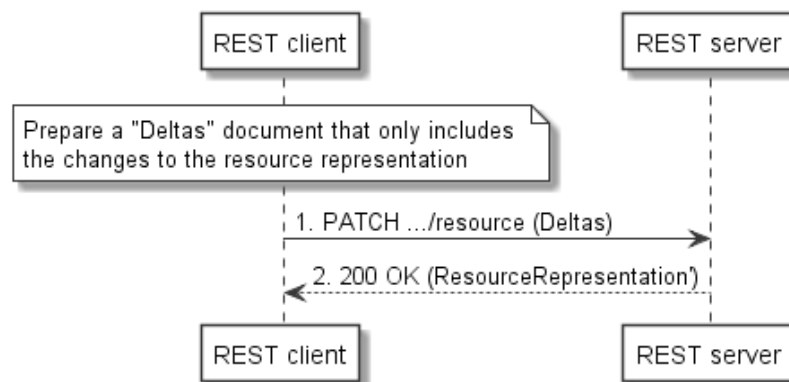 REST client
REST server
Prepare a "Deltas" document that only includes
the changes to the resource representation
1. PATCH .../resource (Deltas)
2. 200 OK (ResourceRepresentation')
REST client
REST server